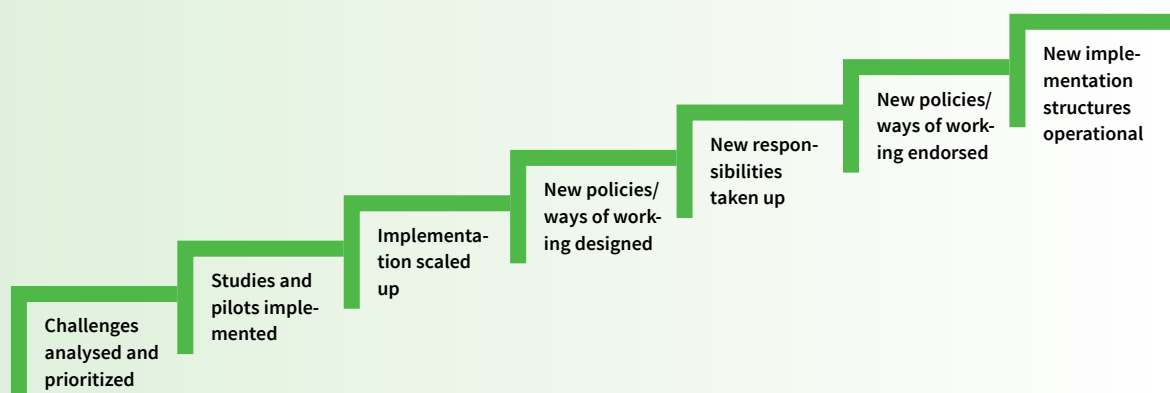 Challenges
analysed and
prioritized
Studies and
pilots imple-
mented
Implementa-
tion scaled
up
New policies/
ways of work-
ing designed
New respon-
sibilities
taken up
New policies/
ways of work-
ing endorsed
New imple-
mentation
structures
operational